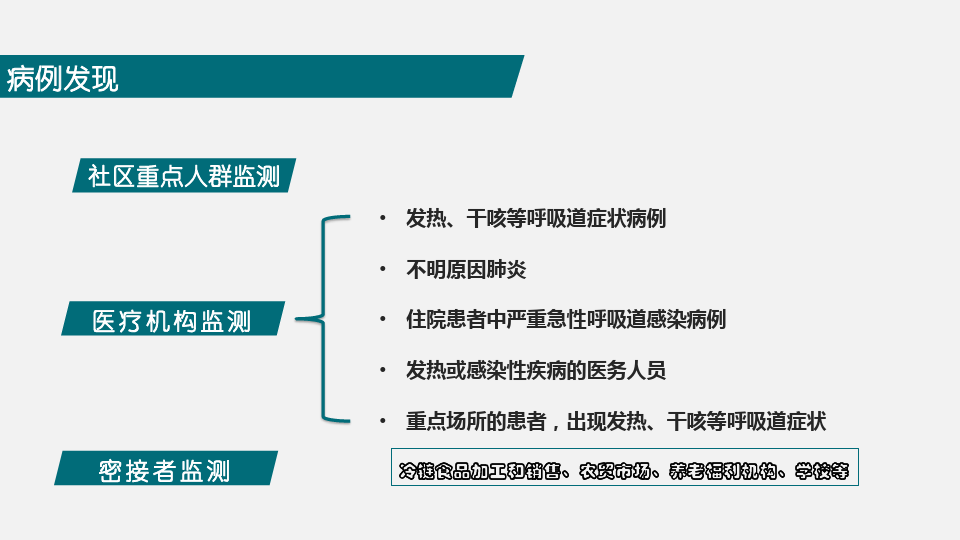 病例发现
社区重点人群监测
• 发热、干咳等呼吸道症状病例
• 不明原因肺炎
医疗机构监测
• 住院患者中严重急性呼吸道感染病例
• 发热或感染性疾病的医务人员
• 重点场所的患者，出现发热、干咳等呼吸道症状
密接者监测
冷链食品加工和销售、农贸市场、养老福利机构、学校等